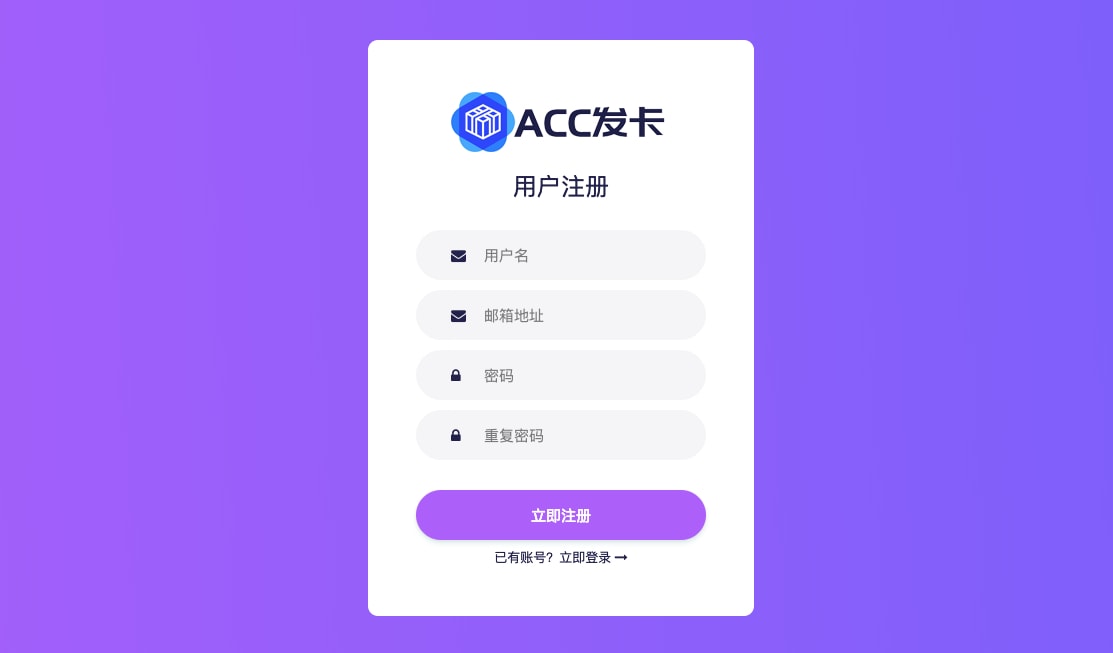 ACC发卡
用户注册
用户名
邮箱地址
密码
重复密码
立即注册
已有账号？立即登录 →